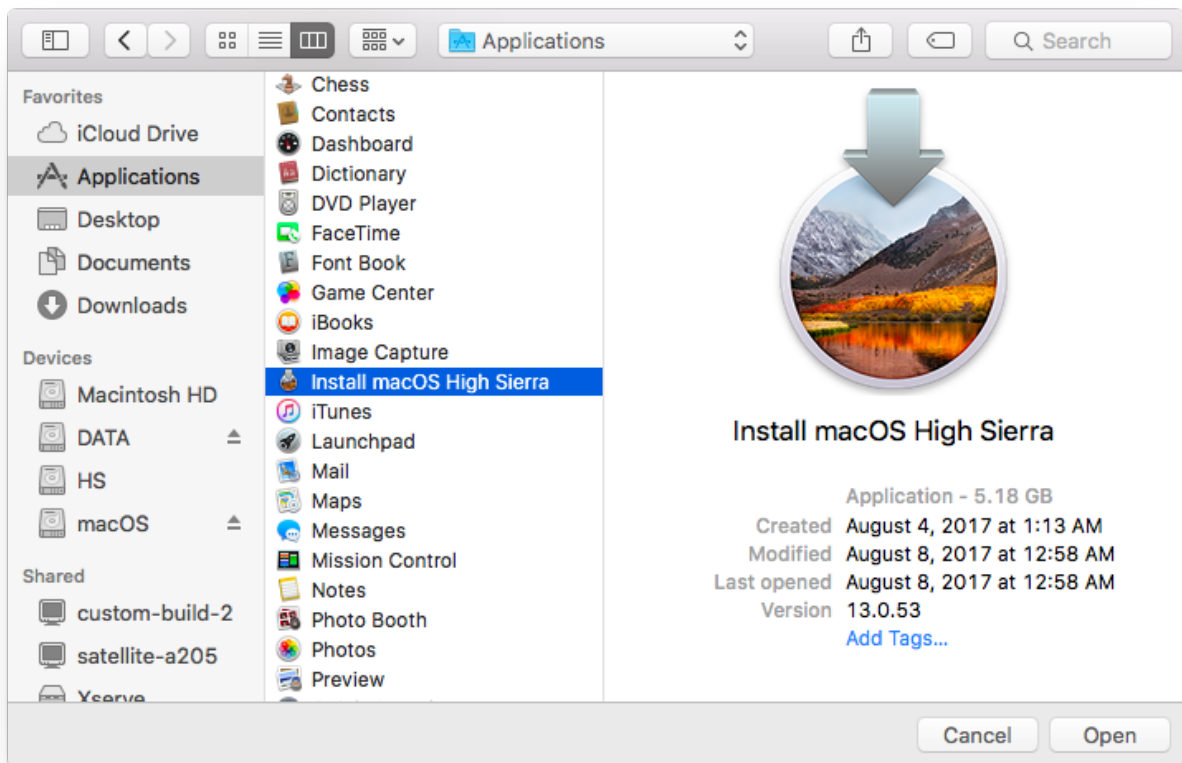 Applications
Search
Favorites
iCloud Drive
Applications
Desktop
Documents
Downloads
Devices
Macintosh HD
DATA
HS
macOS
Shared
custom-build-2
satellite-a205
Xserve
Chess
Contacts
Dashboard
Dictionary
DVD Player
FaceTime
Font Book
Game Center
iBooks
Image Capture
Install macOS High Sierra
iTunes
Launchpad
Mail
Maps
Messages
Mission Control
Notes
Photo Booth
Photos
Preview
Install macOS High Sierra
Application - 5.18 GB
Created August 4, 2017 at 1:13 AM
Modified August 8, 2017 at 12:58 AM
Last opened August 8, 2017 at 12:58 AM
Version 13.0.53
Add Tags...
Cancel
Open